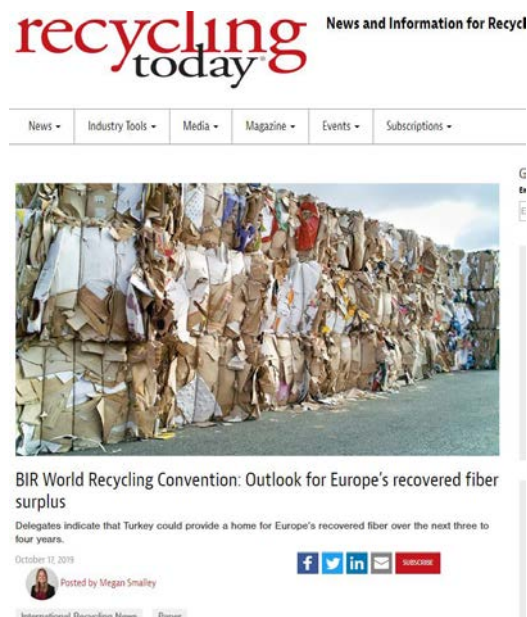 recycling
today
News and Information for Recycl
News
Industry Tools
Media
Magazine
Events
Subscriptions
BIR World Recycling Convention: Outlook for Europe's recovered fiber
surplus
Delegates indicate that Turkey could provide a home for Europe's recovered fiber over the next three to
four years.
October 17, 2019
SUBSCRIBE
Posted by Megan Smalley
International Recycling News
Paper